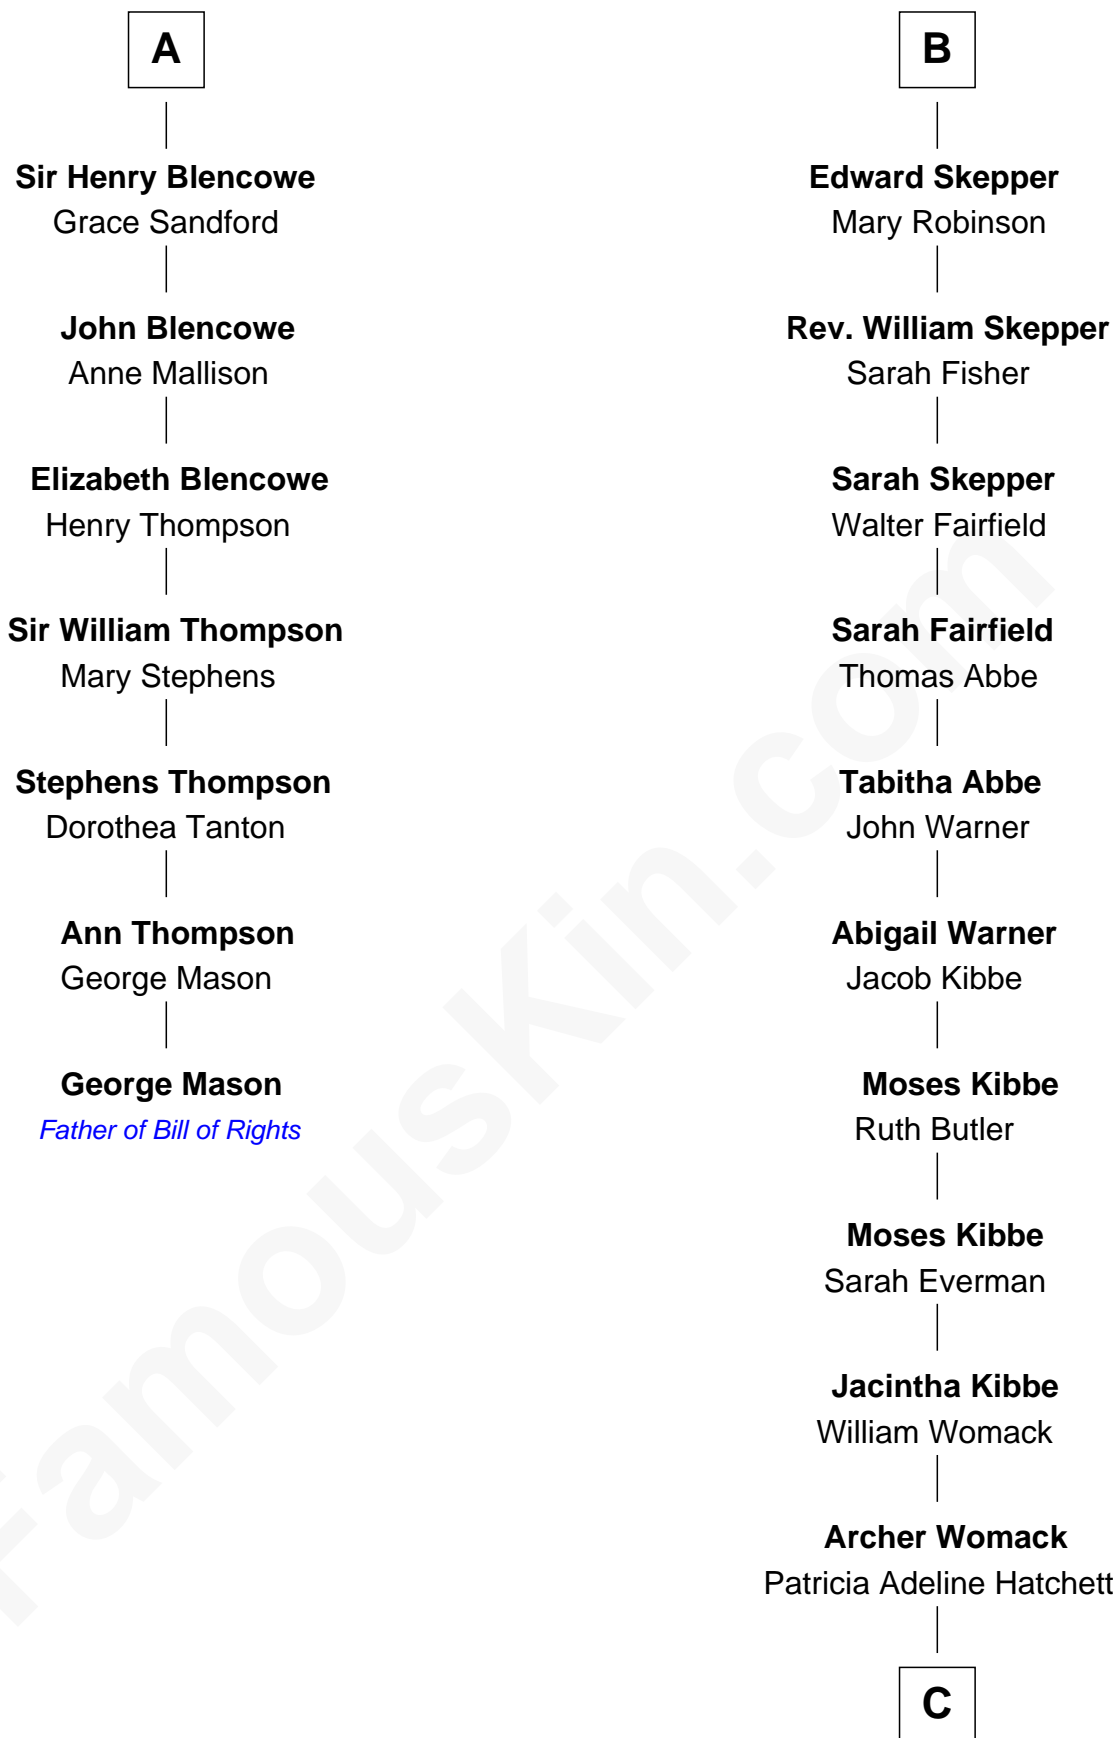 A
Sir Henry Blencowe
Grace Sandford
John Blencowe
Anne Mallison
Elizabeth Blencowe
Henry Thompson
Sir William Thompson
Mary Stephens
Stephens Thompson
Dorothea Tanton
Ann Thompson
George Mason
George Mason
Father of Bill of Rights
B
Edward Skepper
Mary Robinson
Rev. William Skepper
Sarah Fisher
Sarah Skepper
Walter Fairfield
Sarah Fairfield
Thomas Abbe
Tabitha Abbe
John Warner
Abigail Warner
Jacob Kibbe
Moses Kibbe
Ruth Butler
Moses Kibbe
Sarah Everman
Jacintha Kibbe
William Womack
Archer Womack
Patricia Adeline Hatchett
C
FamousKin.com